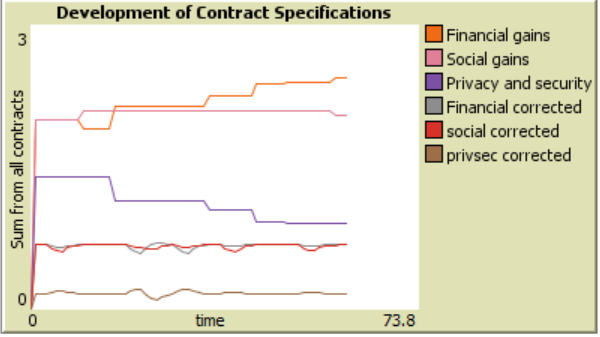 Development of Contract Specifications
3
Sum from all contracts
0
0
time
73.8
Financial gains
Social gains
Privacy and security
Financial corrected
social corrected
privsec corrected